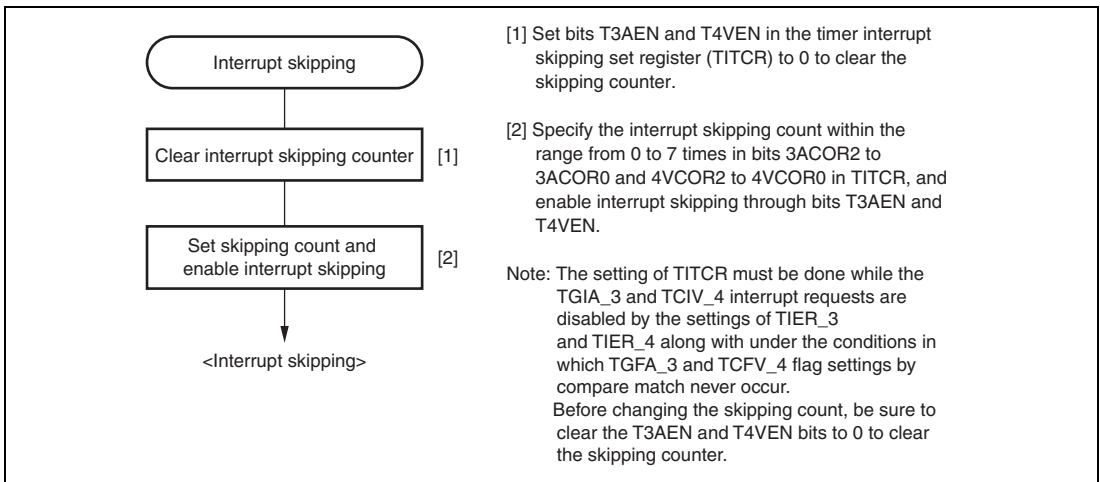 Interrupt skipping
Clear interrupt skipping counter
[1]
Set skipping count and
enable interrupt skipping
[2]
<Interrupt skipping>
[1] Set bits T3AEN and T4VEN in the timer interrupt
skipping set register (TITCR) to 0 to clear the
skipping counter.
[2] Specify the interrupt skipping count within the
range from 0 to 7 times in bits 3ACOR2 to
3ACOR0 and 4VCOR2 to 4VCOR0 in TITCR, and
enable interrupt skipping through bits T3AEN and
T4VEN.
Note: The setting of TITCR must be done while the
TGIA_3 and TCIV_4 interrupt requests are
disabled by the settings of TIER_3
and TIER_4 along with under the conditions in
which TGFA_3 and TCFV_4 flag settings by
compare match never occur.
Before changing the skipping count, be sure to
clear the T3AEN and T4VEN bits to 0 to clear
the skipping counter.